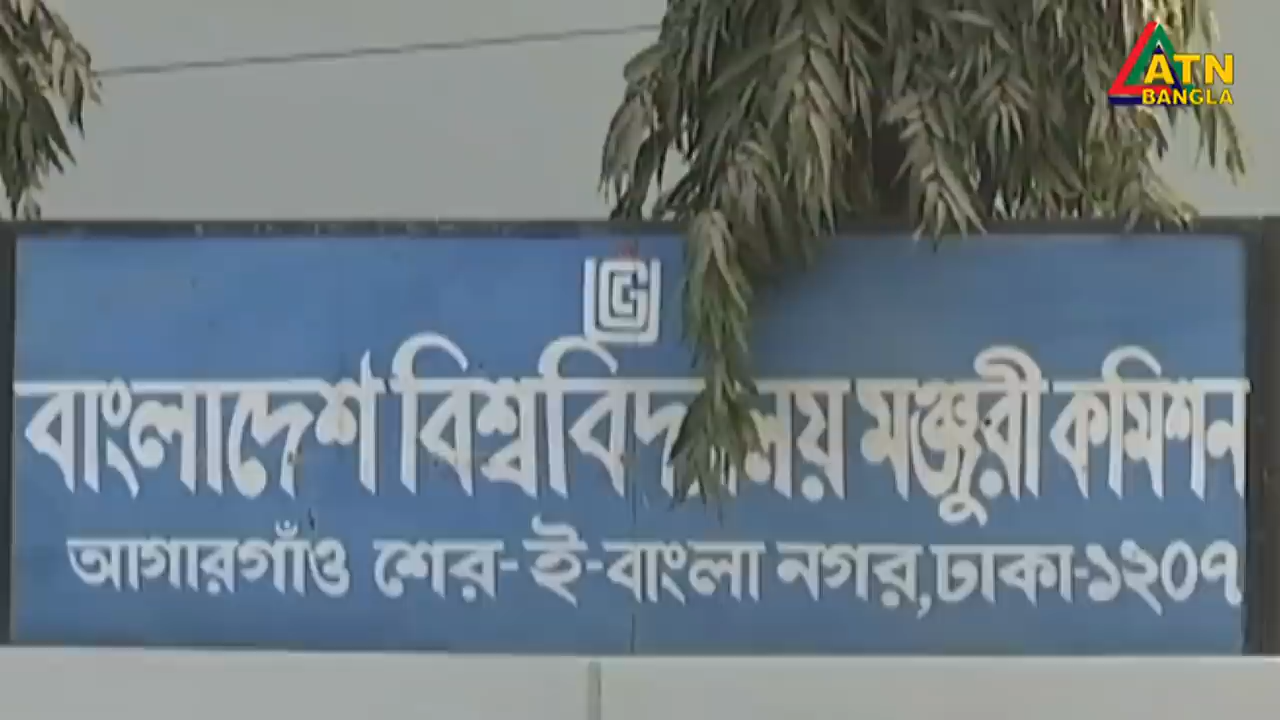 ATN
BANGLA
বাংলাদেশ বিশ্ববিদ্যালয় মঞ্জুরী কমিশন
আগারগাঁও শের-ই-বাংলা নগর,ঢাকা-১২০৭